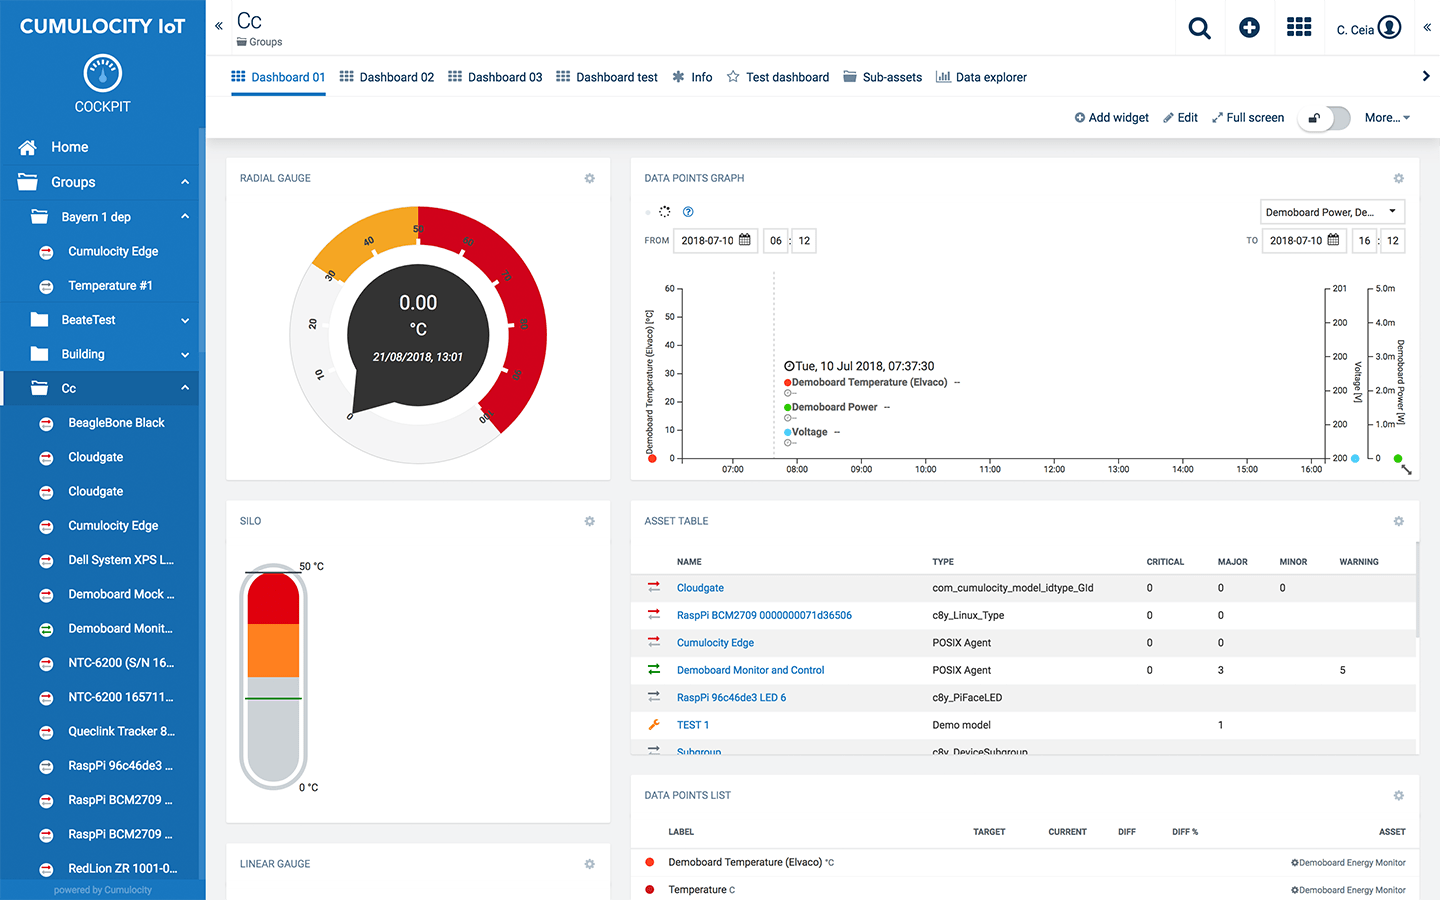 CUMULOCITY IoT
COCKPIT
Home
Groups
Bayern 1 dep
Cumulocity Edge
Temperature #1
BeateTest
Building
Cc
BeagleBone Black
Cloudgate
Cloudgate
Cumulocity Edge
Dell System XPS L...
Demoboard Mock ...
Demoboard Monit...
NTC-6200 (S/N 16...
NTC-6200 165711...
Queclink Tracker 8...
RaspPi 96c46de3 ...
RaspPi BCM2709 ...
RaspPi BCM2709 ...
RedLion ZR 1001-0...
powered by Cumulocity
Cc
Groups
C. Ceia
Dashboard 01 Dashboard 02 Dashboard 03 Dashboard test Info Test dashboard Sub-assets Data explorer
Add widget Edit Full screen More...
RADIAL GAUGE
0 10 20 30 40 50
100
0.00
°C
21/08/2018, 13:01
DATA POINTS GRAPH
Demoboard Power, De...
FROM 2018-07-10 06 : 12
TO 2018-07-10 16 : 12
Demoboard Temperature (Elvaco) [°C]
60
50
40
30
20
10
0
Tue, 10 Jul 2018, 07:37:30
Demoboard Temperature (Elvaco) --
--
Demoboard Power --
--
Voltage --
--
07:00 08:00 09:00 10:00 11:00 12:00 13:00 14:00 15:00 16:00
201
200
200
200
200
200
Voltage [V]
5.0m
4.0m
3.0m
2.0m
1.0m
0
Demoboard Power [W]
SILO
50 °C
0 °C
ASSET TABLE
NAME TYPE CRITICAL MAJOR MINOR WARNING
Cloudgate com_cumulocity_model_idtype_GId 0 0 0
RaspPi BCM2709 0000000071d36506 c8y_Linux_Type 0 0
Cumulocity Edge POSIX Agent 0 0
Demoboard Monitor and Control POSIX Agent 0 3 5
RaspPi 96c46de3 LED 6 c8y_PiFaceLED
TEST 1 Demo model 1
Subgroup c8y_DeviceSubgroup
DATA POINTS LIST
LABEL TARGET CURRENT DIFF DIFF % ASSET
Demoboard Temperature (Elvaco) °C Demoboard Energy Monitor
Temperature C Demoboard Energy Monitor
LINEAR GAUGE